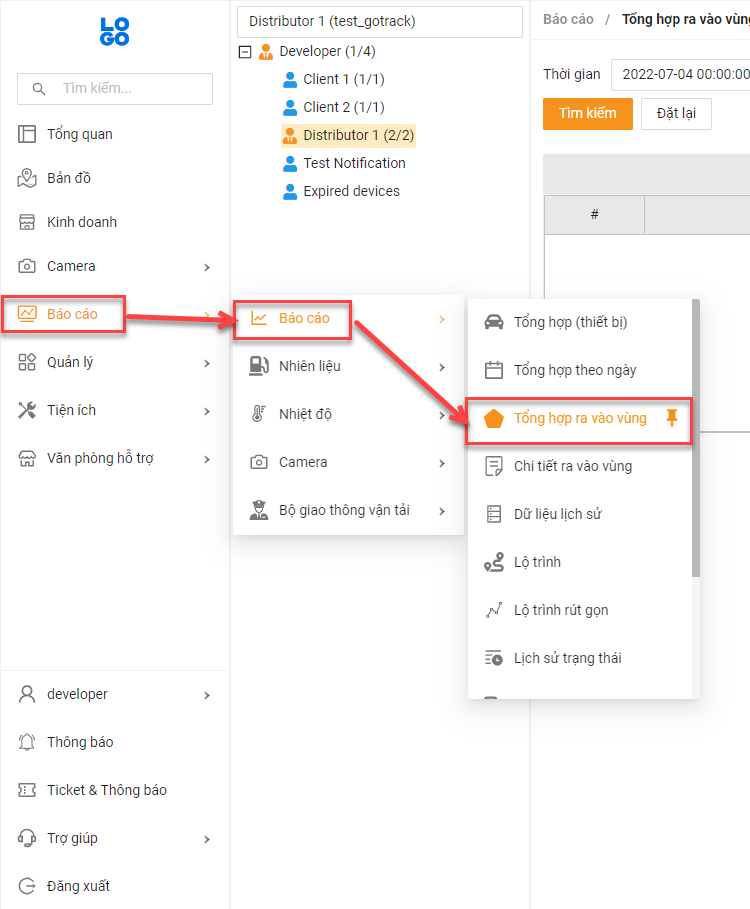 LO
GO
Tìm kiếm...
Tổng quan
Bản đồ
Kinh doanh
Camera
Báo cáo
Quản lý
Tiện ích
Văn phòng hỗ trợ
developer
Thông báo
Ticket & Thông báo
Trợ giúp
Đăng xuất
Distributor 1 (test_gotrack)
Developer (1/4)
Client 1 (1/1)
Client 2 (1/1)
Distributor 1 (2/2)
Test Notification
Expired devices
Báo cáo
Nhiên liệu
Nhiệt độ
Camera
Bộ giao thông vận tải
Tổng hợp (thiết bị)
Tổng hợp theo ngày
Tổng hợp ra vào vùng
Chi tiết ra vào vùng
Dữ liệu lịch sử
Lộ trình
Lộ trình rút gọn
Lịch sử trạng thái
Báo cáo / Tổng hợp ra vào vùng
Thời gian 2022-07-04 00:00:00
Tìm kiếm Đặt lại
#